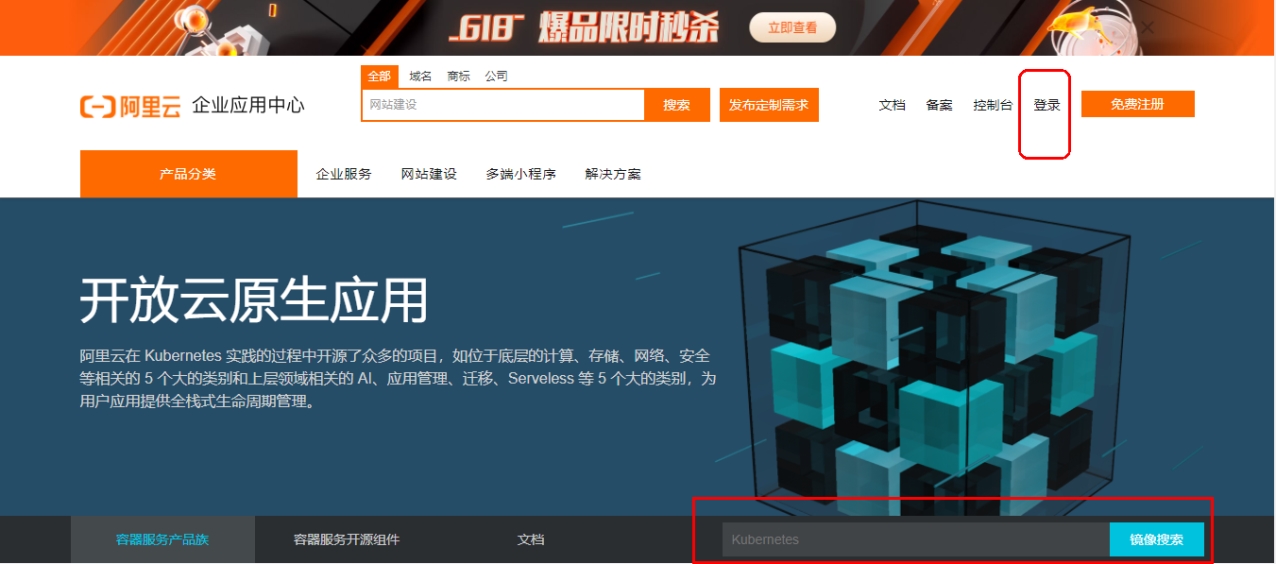 618 爆品限时秒杀 立即查看
全部 域名 商标 公司
阿里云 企业应用中心 网站建设 搜索 发布定制需求 文档 备案 控制台 登录 免费注册
产品分类 企业服务 网站建设 多端小程序 解决方案
开放云原生应用
阿里云在 Kubernetes 实践的过程中开源了众多的项目，如位于底层的计算、存储、网络、安全
等相关的 5 个大的类别和上层领域相关的 AI、应用管理、迁移、Serveless 等 5 个大的类别，为
用户应用提供全栈式生命周期管理。
容器服务产品族 容器服务开源组件 文档 Kubernetes 镜像搜索